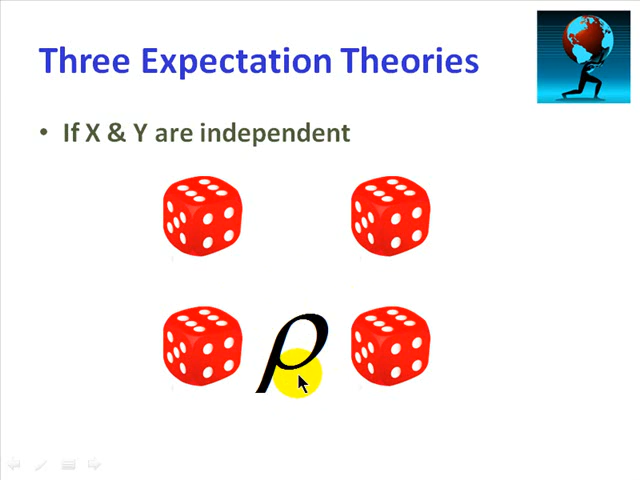 Three Expectation Theories
• If X & Y are independent
ρ